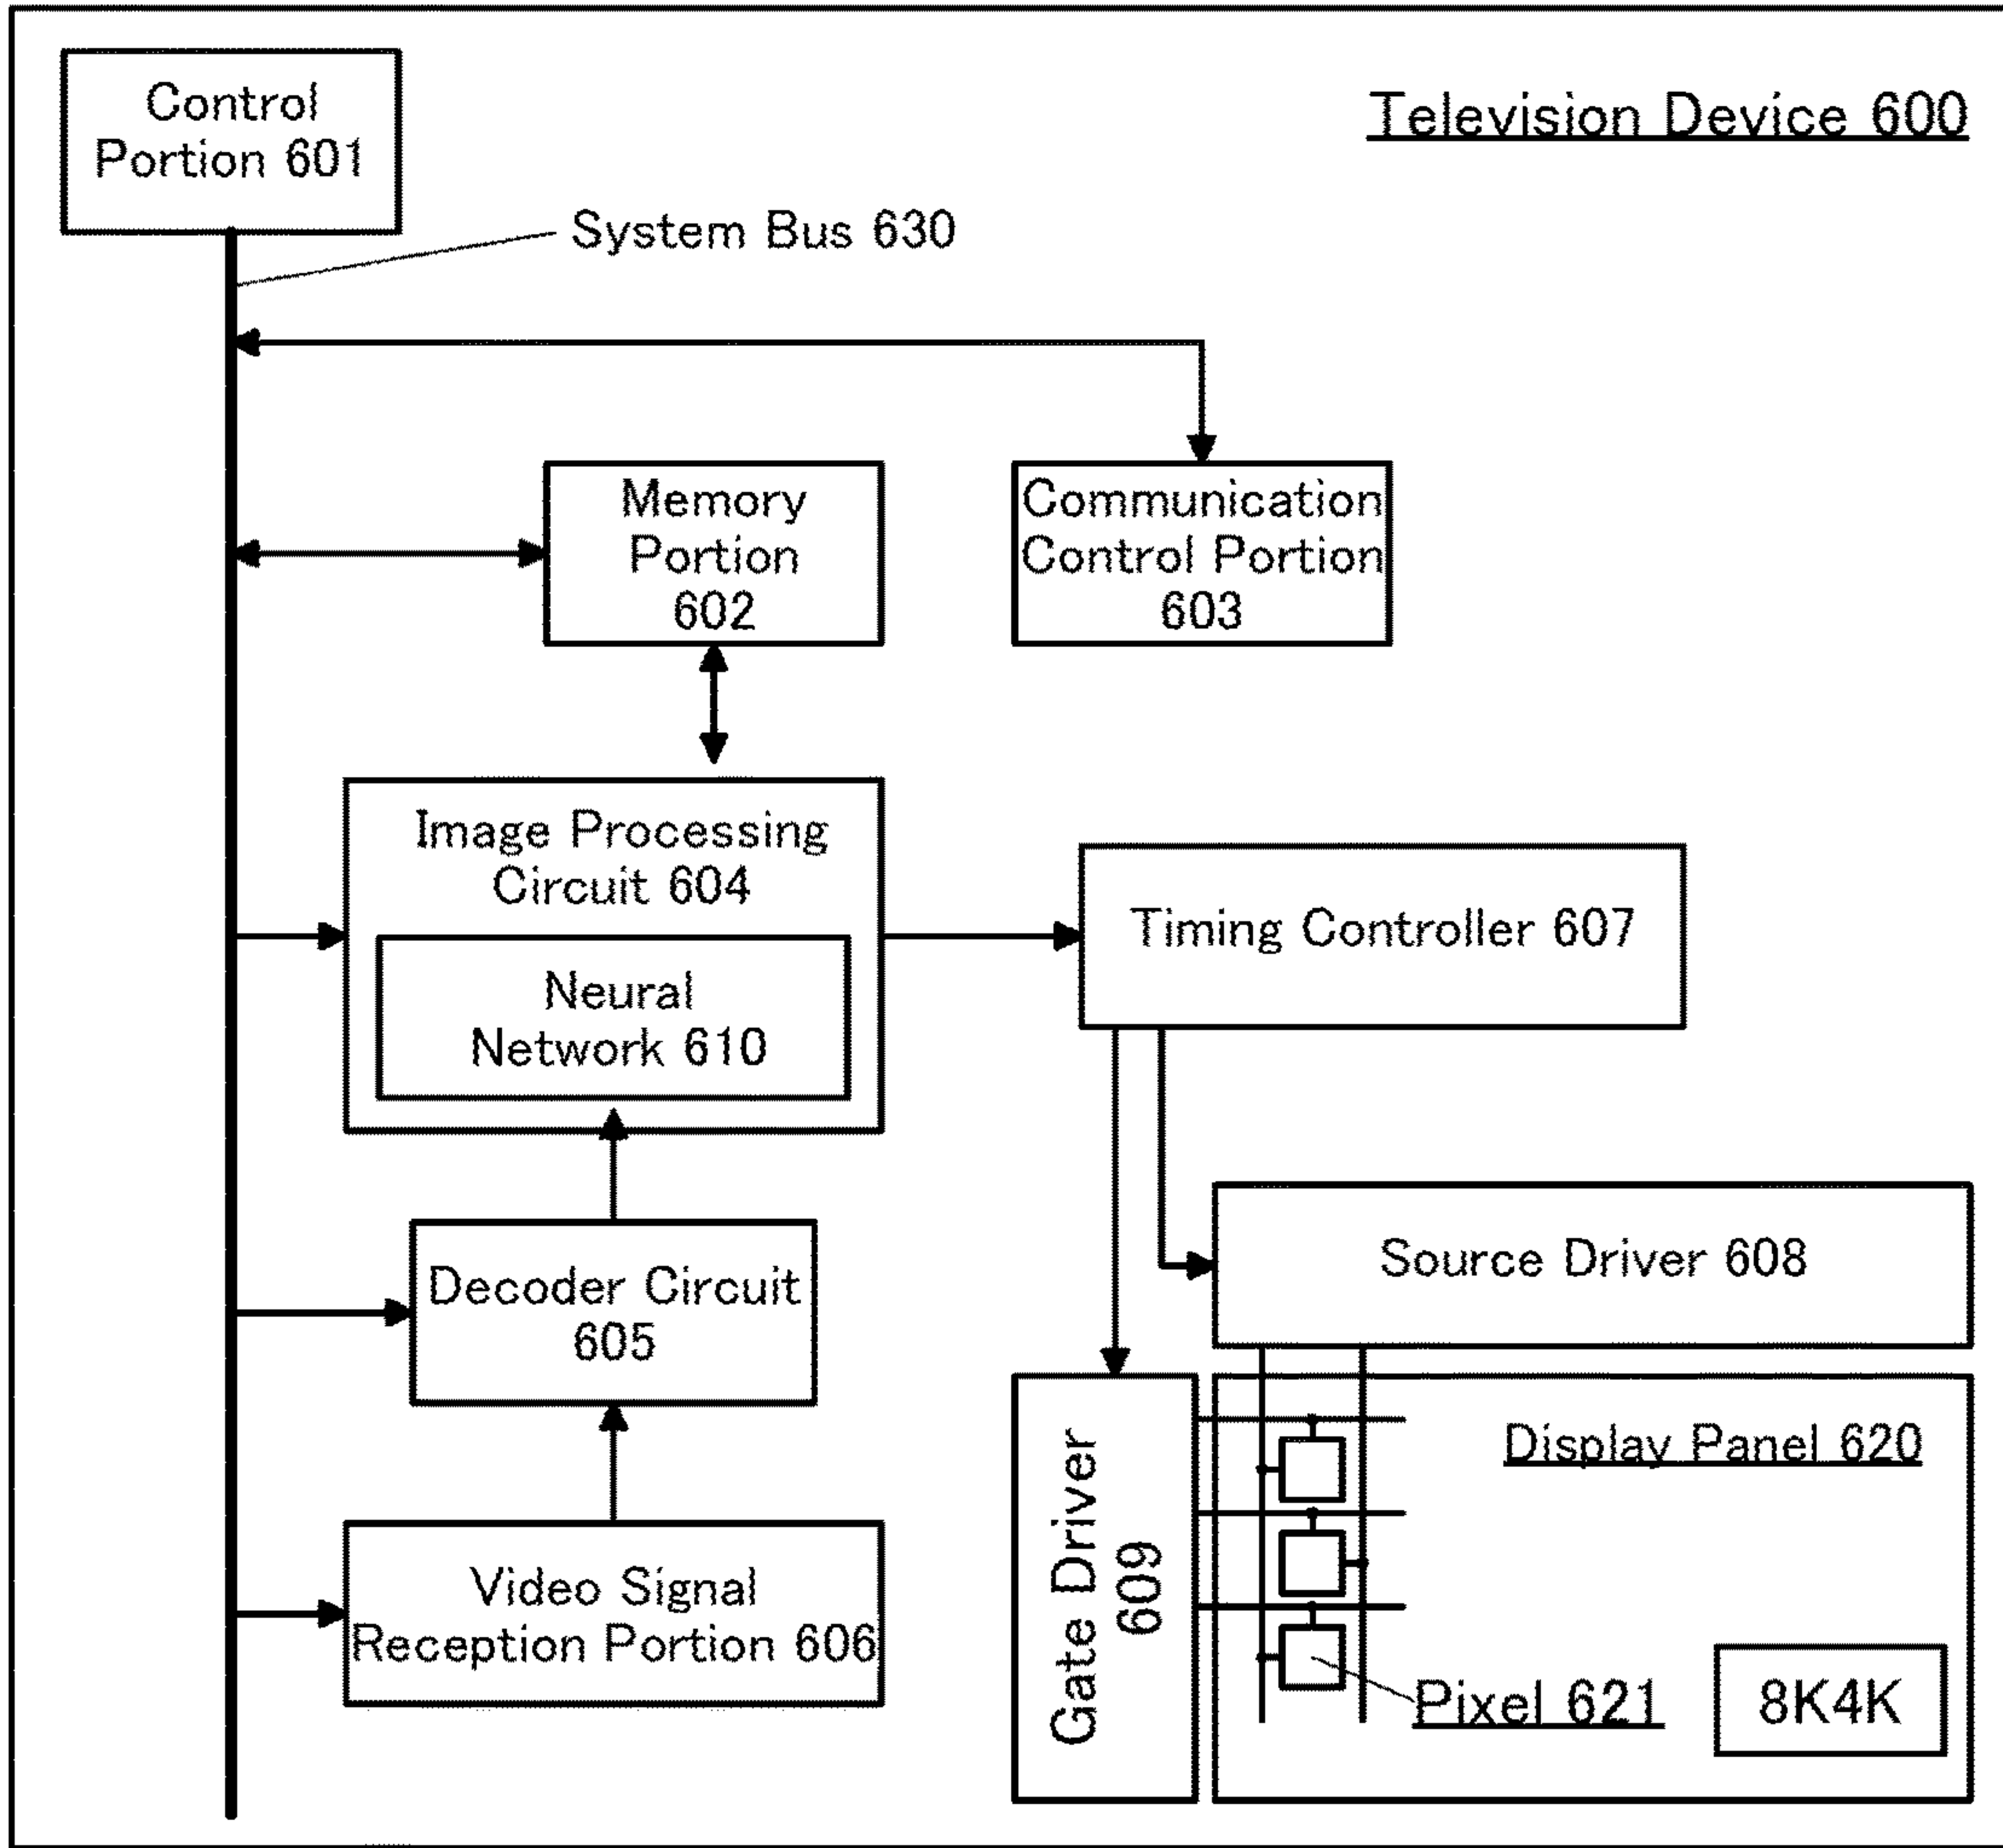 Control
Portion 601
Television Device 600
System Bus 630
Memory
Portion
602
Communication
Control Portion
603
Image Processing
Circuit 604
Neural
Network 610
Timing Controller 607
Decoder Circuit
605
Source Driver 608
Video Signal
Reception Portion 606
Gate Driver
609
Display Panel 620
Pixel 621
8K4K